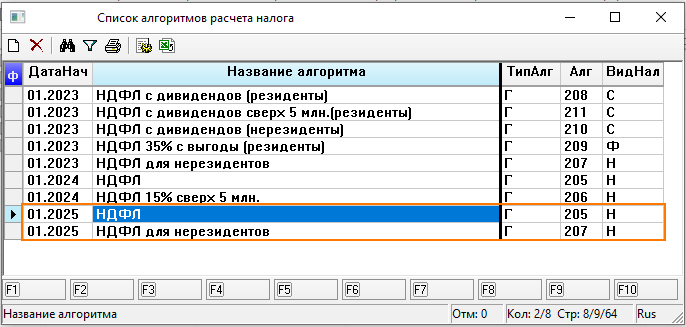 Список алгоритмов расчета налога
ф ДатаНач Название алгоритма ТипАлг Алг ВидНал
01.2023 НДФЛ с дивидендов (резиденты) Г 208 С
01.2023 НДФЛ с дивидендов сверх 5 млн.(резиденты) Г 211 С
01.2023 НДФЛ с дивидендов (нерезиденты) Г 210 С
01.2023 НДФЛ 35% с выгоды (резиденты) Г 209 Ф
01.2023 НДФЛ для нерезидентов Г 207 Н
01.2024 НДФЛ Г 205 Н
01.2024 НДФЛ 15% сверх 5 млн. Г 206 Н
01.2025 НДФЛ Г 205 Н
01.2025 НДФЛ для нерезидентов Г 207 Н
F1 F2 F3 F4 F5 F6 F7 F8 F9 F10
Название алгоритма Отм: 0 Кол: 2/8 Стр: 8/9/64 Rus